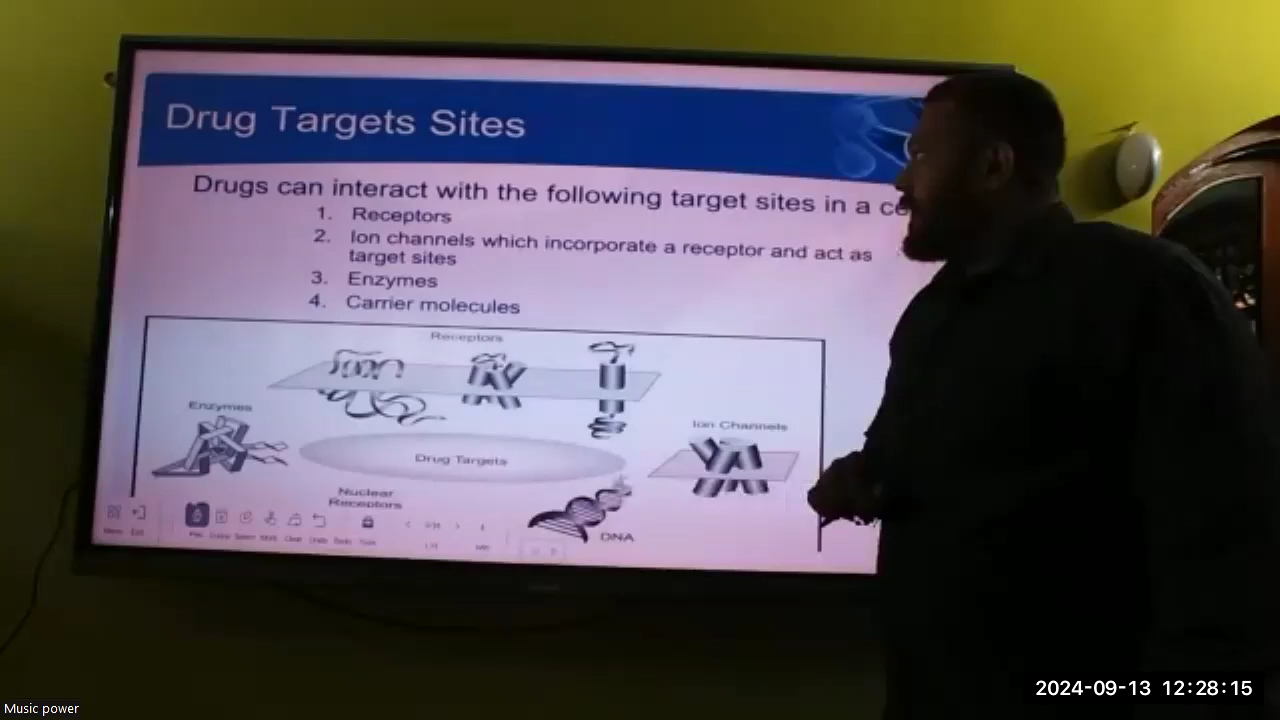 Drug Targets Sites
Drugs can interact with the following target sites in a
1. Receptors
2. Ion channels which incorporate a receptor and act as
target sites
3. Enzymes
4. Carrier molecules
Receptors
Enzymes
Ion Channels
Drug Targets
Nuclear
Receptors
DNA
2024-09-13 12:28:15
Music power